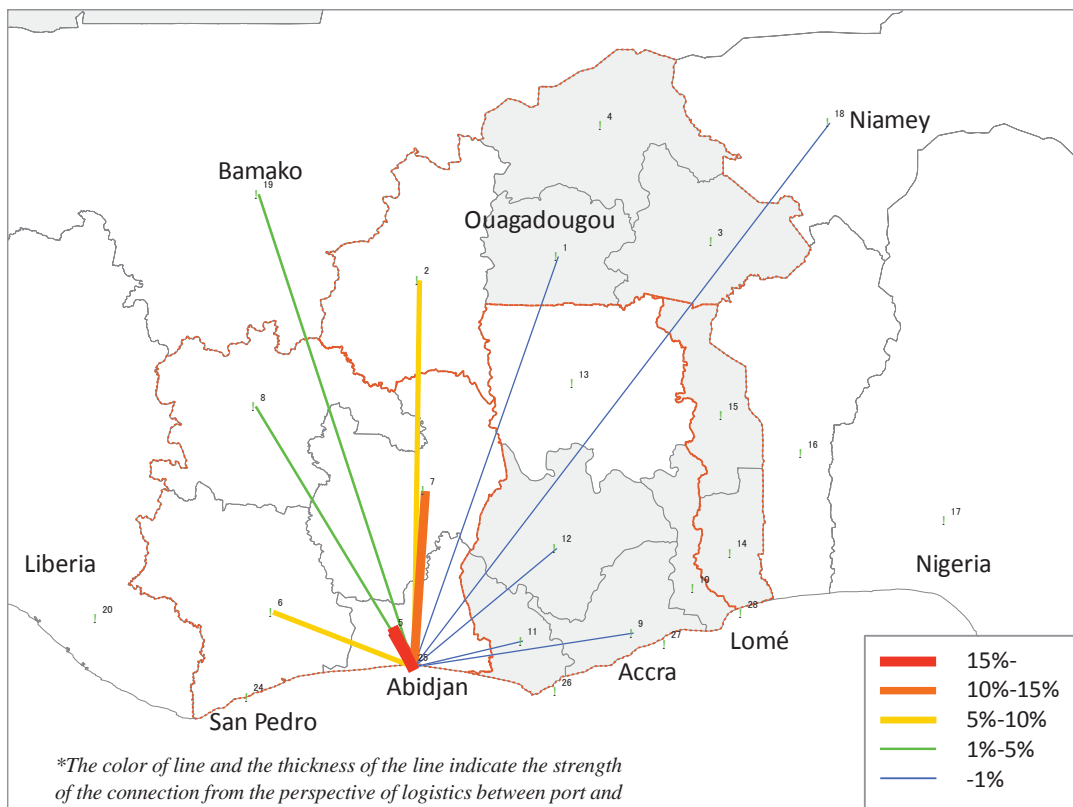 4
18
Niamey
Bamako
19
Ouagadougou
3
1
2
13
8
15
16
7
17
12
14
Liberia
Nigeria
10
20
6
5
28
11
9
27
Lomé
25
Accra
Abidjan
26
24
San Pedro
15%-
10%-15%
5%-10%
1%-5%
-1%
*The color of line and the thickness of the line indicate the strength
of the connection from the perspective of logistics between port and